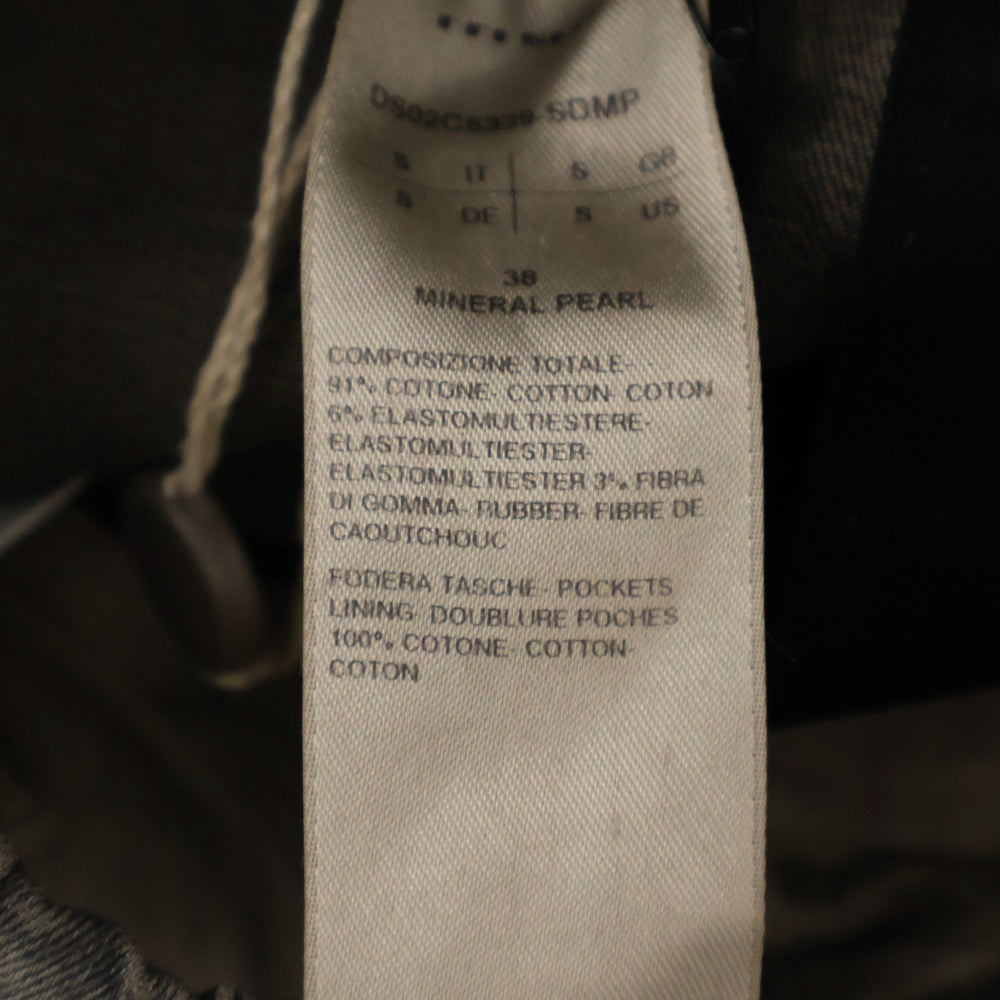 DS02C5339-SDMP
S IT S GB
S DE S US
38
MINERAL PEARL
COMPOSIZIONE TOTALE-
91% COTONE- COTTON- COTON
6% ELASTOMULTIESTERE-
ELASTOMULTIESTER-
ELASTOMULTIESTER 3% FIBRA
DI GOMMA- RUBBER- FIBRE DE
CAOUTCHOUC
FODERA TASCHE- POCKETS
LINING- DOUBLURE POCHES
100% COTONE- COTTON-
COTON